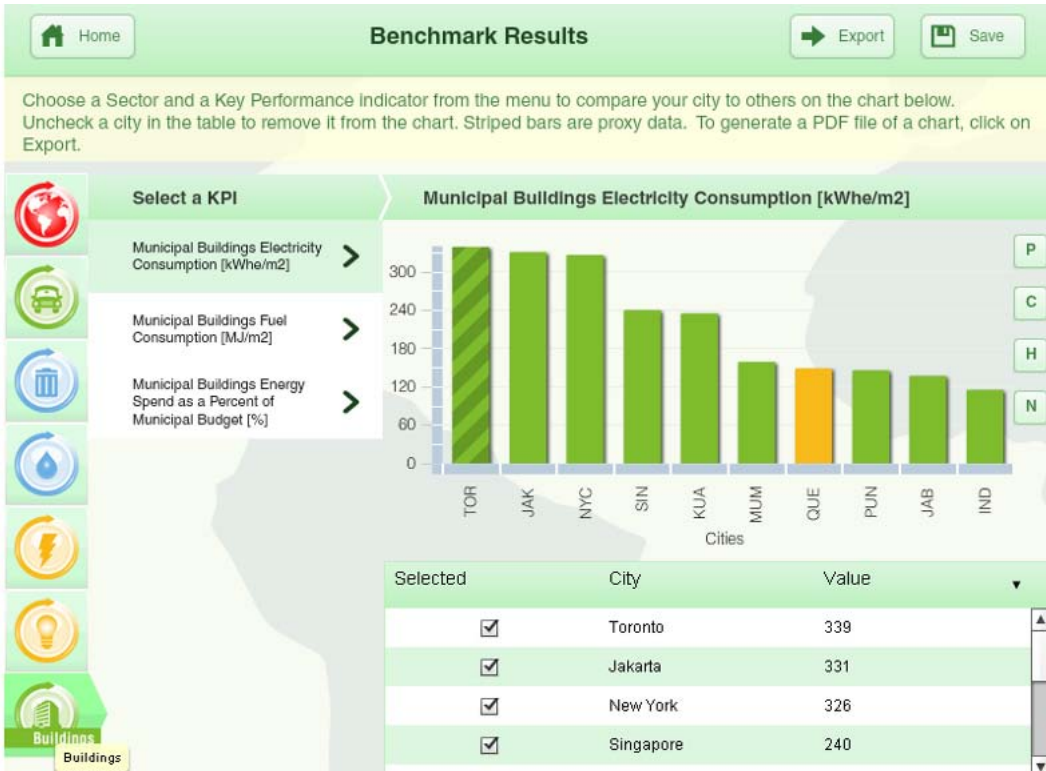 Home
Benchmark Results
Export
Save
Choose a Sector and a Key Performance indicator from the menu to compare your city to others on the chart below.
Uncheck a city in the table to remove it from the chart. Striped bars are proxy data.  To generate a PDF file of a chart, click on
Export.
Select a KPI
Municipal Buildings Electricity
Consumption [kWhe/m2]
Municipal Buildings Fuel
Consumption [MJ/m2]
Municipal Buildings Energy
Spend as a Percent of
Municipal Budget [%]
Municipal Buildings Electricity Consumption [kWhe/m2]
300
240
180
120
60
0
TOR
JAK
NYC
SIN
KUA
MUM
QUE
PUN
JAB
IND
Cities
P
C
H
N
Selected City Value
Toronto 339
Jakarta 331
New York 326
Singapore 240
Buildings
Buildings